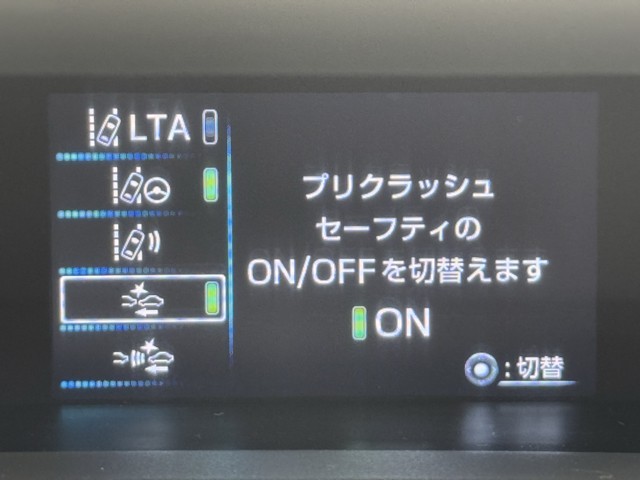 LTA
プリクラッシュ
セーフティの
ON/OFFを切替えます
ON
:切替